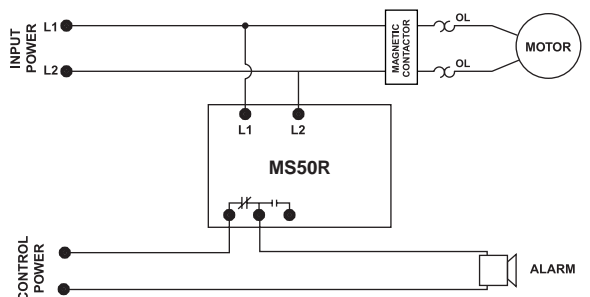 INPUT
POWER
L1
L2
MAGNETIC
CONTACTOR
OL
OL
MOTOR
L1
L2
MS50R
CONTROL
POWER
ALARM